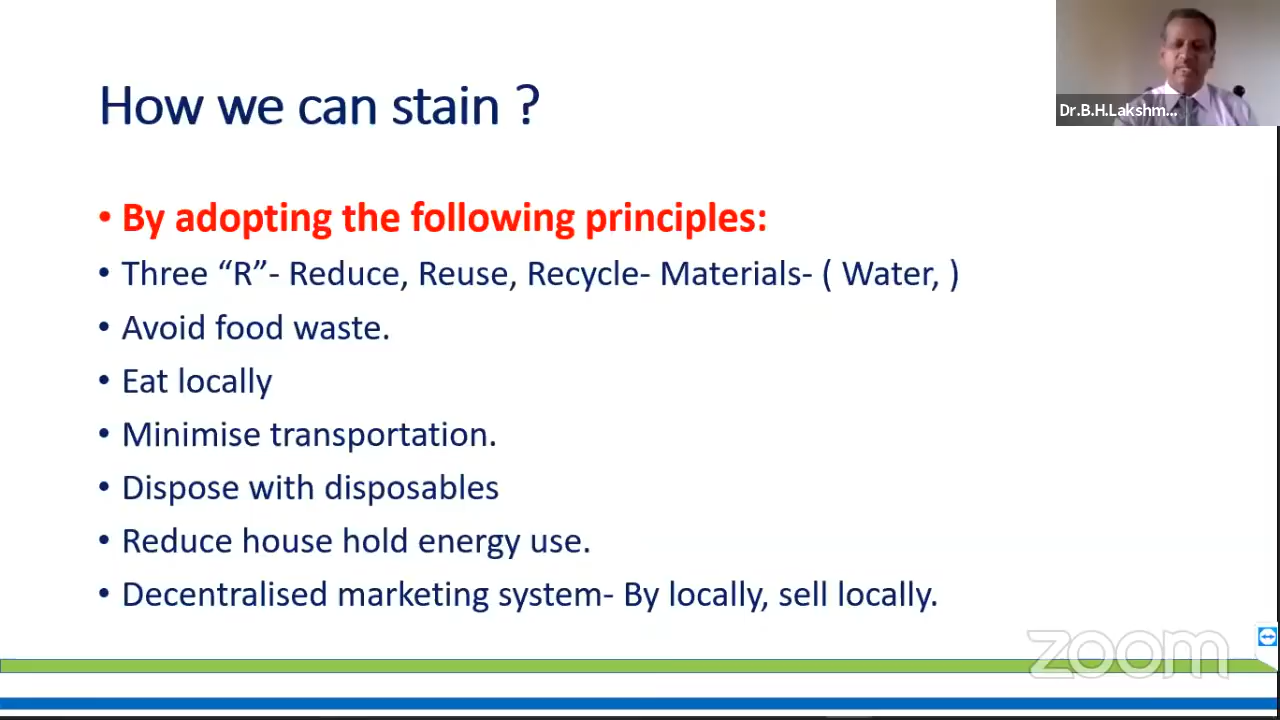 How we can stain ?
• By adopting the following principles:
• Three “R”- Reduce, Reuse, Recycle- Materials- ( Water, )
• Avoid food waste.
• Eat locally
• Minimise transportation.
• Dispose with disposables
• Reduce house hold energy use.
• Decentralised marketing system- By locally, sell locally.
Dr.B.H.Lakshm...
zoom